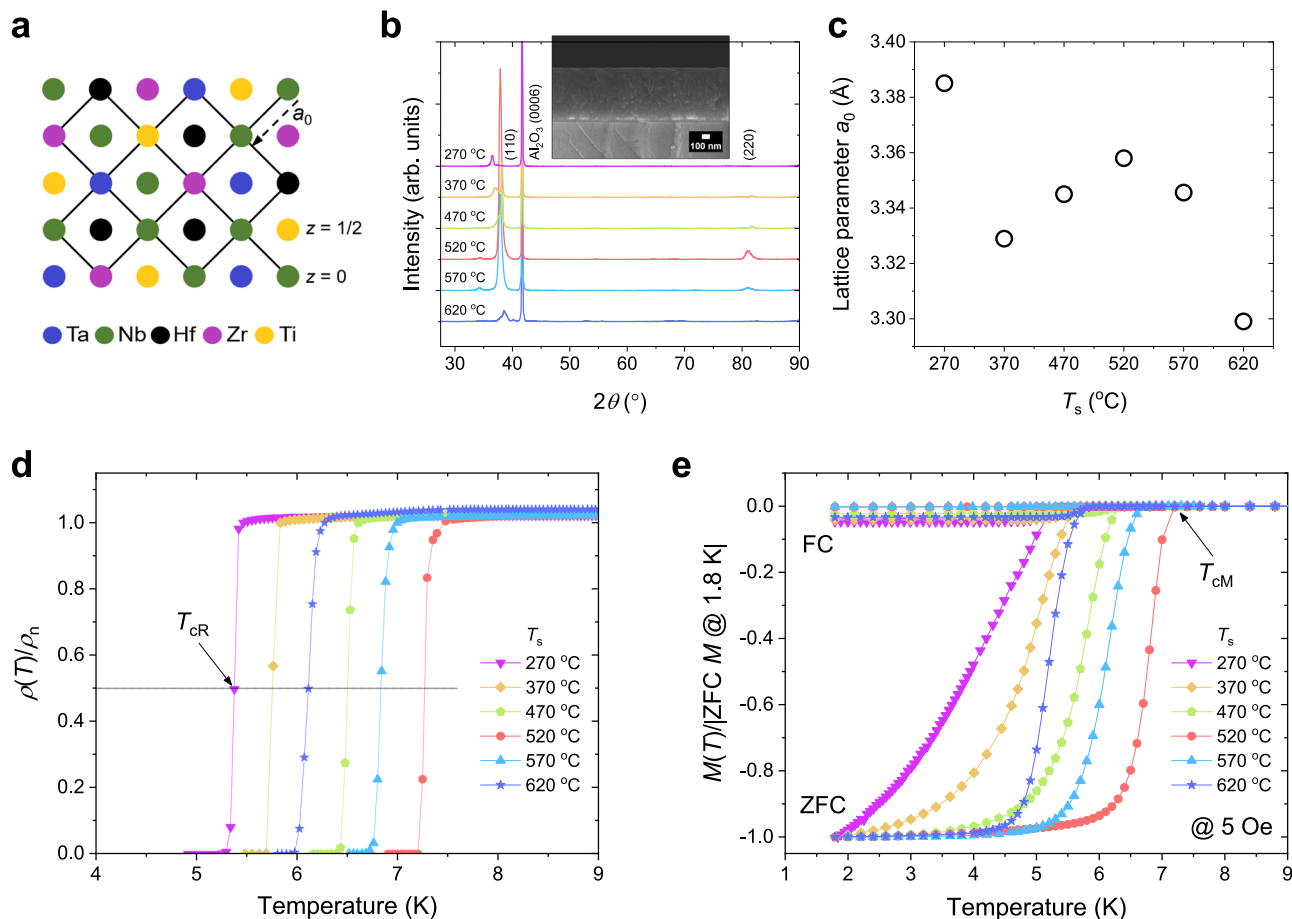 a
a₀
z = 1/2
z = 0
Ta Nb Hf Zr Ti
b
Intensity (arb. units)
270 °C
370 °C
470 °C
520 °C
570 °C
620 °C
(110)
Al₂O₃ (0006)
(220)
100 nm
30 40 50 60 70 80 90
2θ (°)
c
Lattice parameter a₀ (Å)
3.40
3.38
3.36
3.34
3.32
3.30
270 370 470 520 570 620
Tₛ (°C)
d
ρ(T)/ρₙ
1.0
0.8
0.6
0.4
0.2
0.0
TcR
Tₛ
270 °C
370 °C
470 °C
520 °C
570 °C
620 °C
4 5 6 7 8 9
Temperature (K)
e
M(T)/|ZFC M @ 1.8 K|
0.0
-0.2
-0.4
-0.6
-0.8
-1.0
FC
TcM
Tₛ
270 °C
370 °C
470 °C
520 °C
570 °C
620 °C
ZFC
@ 5 Oe
1 2 3 4 5 6 7 8 9
Temperature (K)